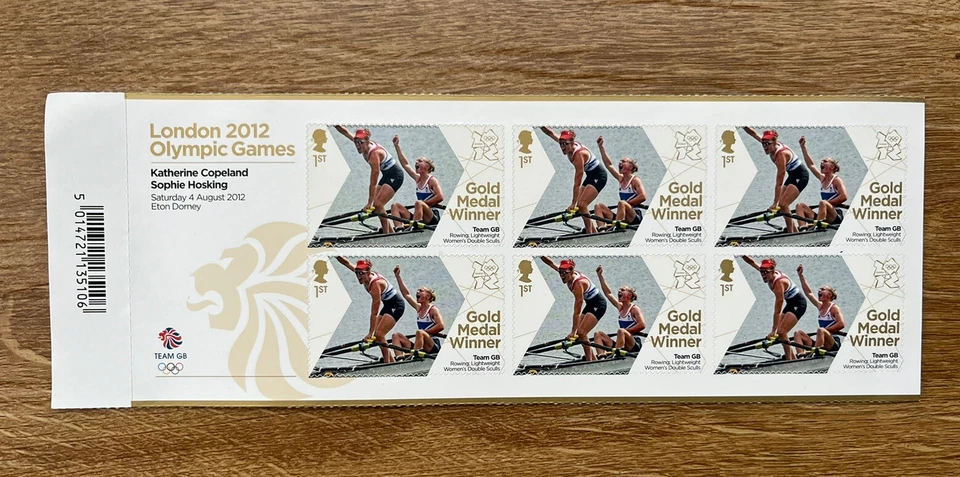 London 2012
Olympic Games
Katherine Copeland
Sophie Hosking
Saturday 4 August 2012
Eton Dorney
TEAM GB
5 014721 135106
1ST
Gold
Medal
Winner
Team GB
Rowing: Lightweight
Women's Double Sculls
1ST
Gold
Medal
Winner
Team GB
Rowing: Lightweight
Women's Double Sculls
1ST
Gold
Medal
Winner
Team GB
Rowing: Lightweight
Women's Double Sculls
1ST
Gold
Medal
Winner
Team GB
Rowing: Lightweight
Women's Double Sculls
1ST
Gold
Medal
Winner
Team GB
Rowing: Lightweight
Women's Double Sculls
1ST
Gold
Medal
Winner
Team GB
Rowing: Lightweight
Women's Double Sculls